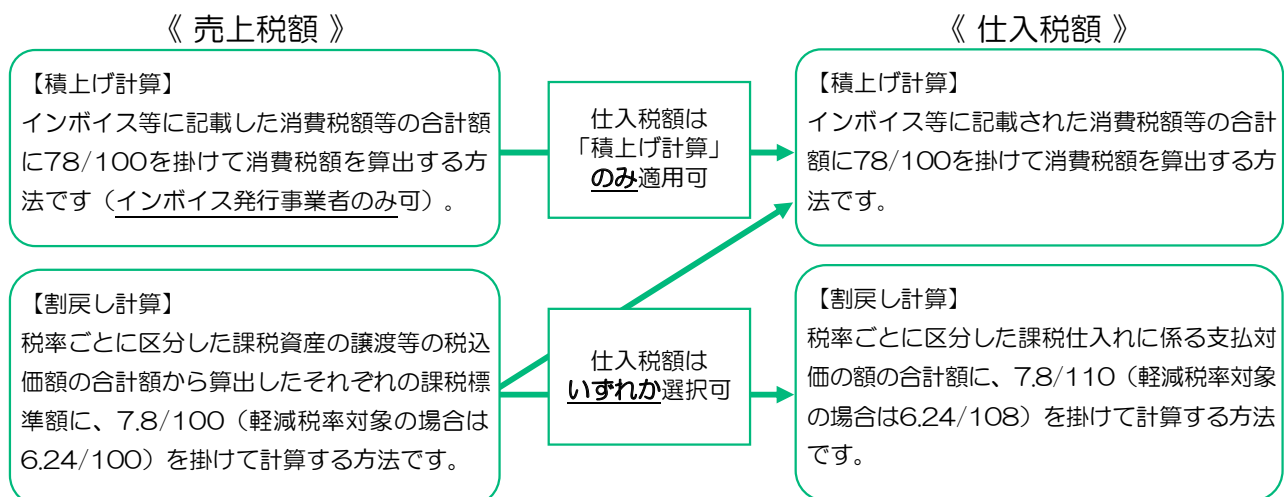 《 売上税額 》
《 仕入税額 》
【積上げ計算】
インボイス等に記載した消費税額等の合計額
に78/100を掛けて消費税額を算出する方
法です（インボイス発行事業者のみ可）。
仕入税額は
「積上げ計算」
のみ適用可
【積上げ計算】
インボイス等に記載された消費税額等の合計
額に78/100を掛けて消費税額を算出する方
法です。
【割戻し計算】
税率ごとに区分した課税資産の譲渡等の税込
価額の合計額から算出したそれぞれの課税標
準額に、7.8/100（軽減税率対象の場合は
6.24/100）を掛けて計算する方法です。
仕入税額は
いずれか選択可
【割戻し計算】
税率ごとに区分した課税仕入れに係る支払対
価の額の合計額に、7.8/110（軽減税率対象
の場合は6.24/108）を掛けて計算する方法
です。